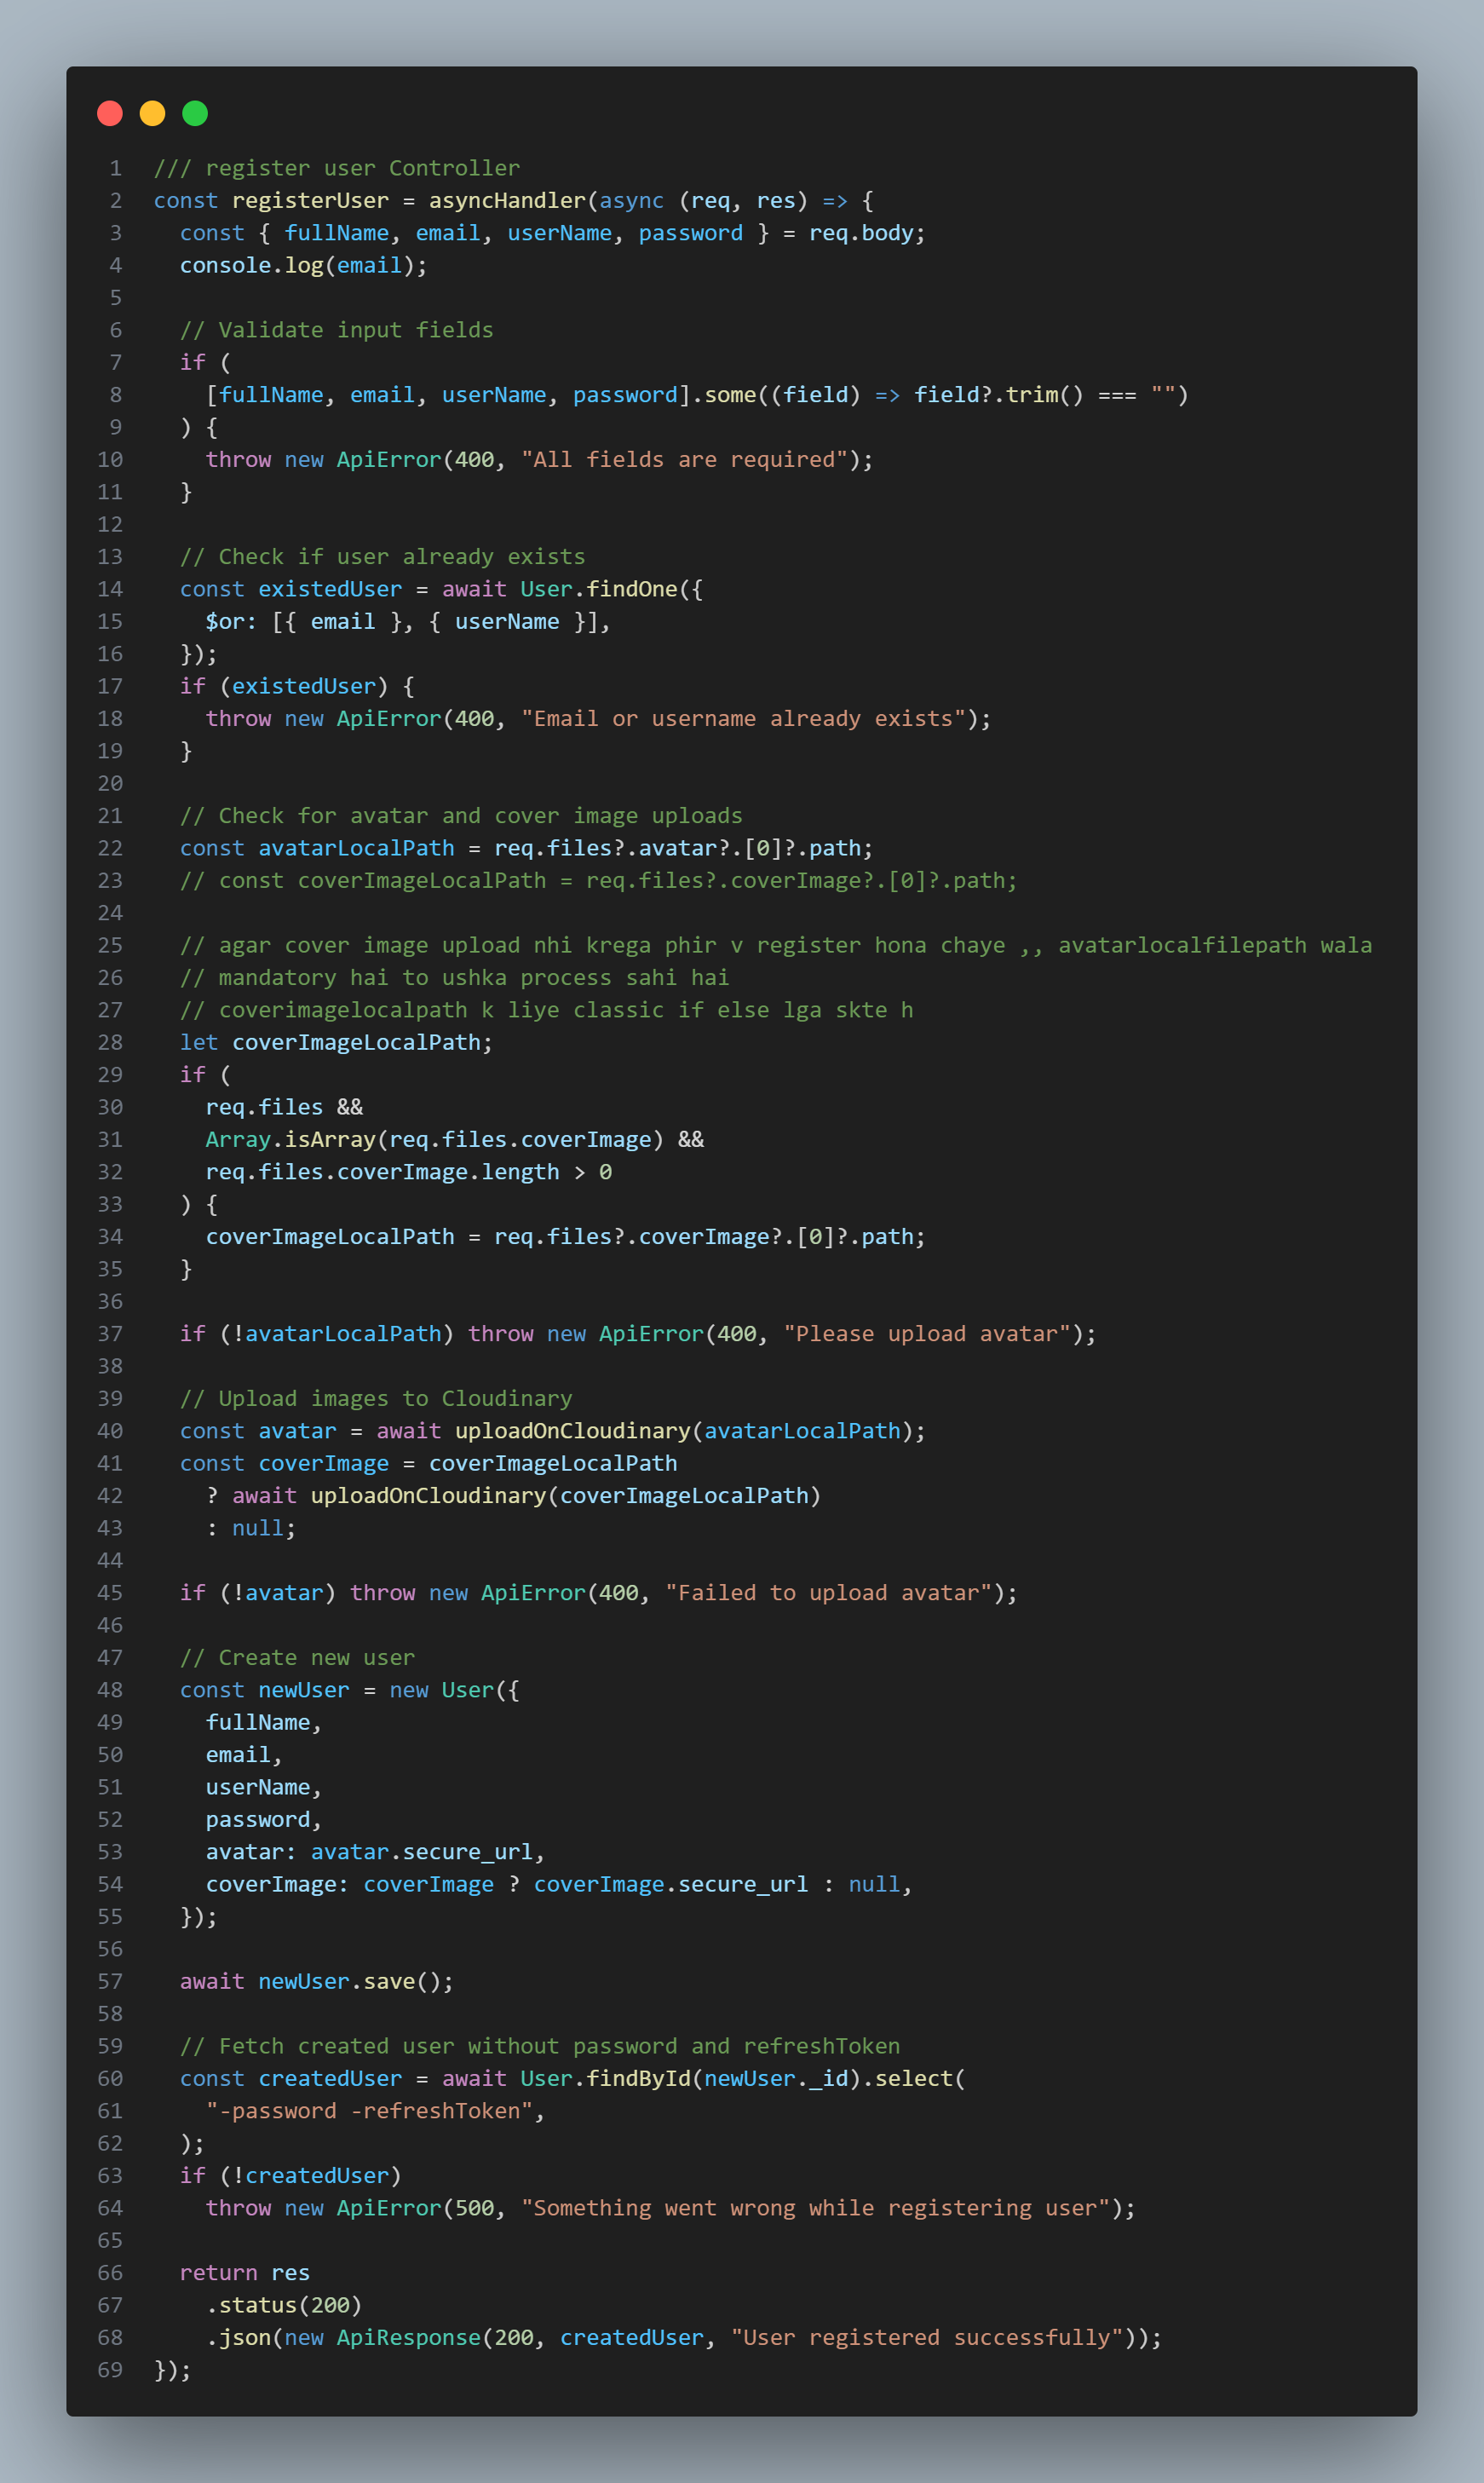 1 /// register user Controller
2 const registerUser = asyncHandler(async (req, res) => {
3   const { fullName, email, userName, password } = req.body;
4   console.log(email);
5
6   // Validate input fields
7   if (
8     [fullName, email, userName, password].some((field) => field?.trim() === "")
9   ) {
10     throw new ApiError(400, "All fields are required");
11   }
12
13   // Check if user already exists
14   const existedUser = await User.findOne({
15     $or: [{ email }, { userName }],
16   });
17   if (existedUser) {
18     throw new ApiError(400, "Email or username already exists");
19   }
20
21   // Check for avatar and cover image uploads
22   const avatarLocalPath = req.files?.avatar?.[0]?.path;
23   // const coverImageLocalPath = req.files?.coverImage?.[0]?.path;
24
25   // agar cover image upload nhi krega phir v register hona chaye ,, avatarlocalfilepath wala
26   // mandatory hai to ushka process sahi hai
27   // coverimagelocalpath k liye classic if else lga skte h
28   let coverImageLocalPath;
29   if (
30     req.files &&
31     Array.isArray(req.files.coverImage) &&
32     req.files.coverImage.length > 0
33   ) {
34     coverImageLocalPath = req.files?.coverImage?.[0]?.path;
35   }
36
37   if (!avatarLocalPath) throw new ApiError(400, "Please upload avatar");
38
39   // Upload images to Cloudinary
40   const avatar = await uploadOnCloudinary(avatarLocalPath);
41   const coverImage = coverImageLocalPath
42     ? await uploadOnCloudinary(coverImageLocalPath)
43     : null;
44
45   if (!avatar) throw new ApiError(400, "Failed to upload avatar");
46
47   // Create new user
48   const newUser = new User({
49     fullName,
50     email,
51     userName,
52     password,
53     avatar: avatar.secure_url,
54     coverImage: coverImage ? coverImage.secure_url : null,
55   });
56
57   await newUser.save();
58
59   // Fetch created user without password and refreshToken
60   const createdUser = await User.findById(newUser._id).select(
61     "-password -refreshToken",
62   );
63   if (!createdUser)
64     throw new ApiError(500, "Something went wrong while registering user");
65
66   return res
67     .status(200)
68     .json(new ApiResponse(200, createdUser, "User registered successfully"));
69 });